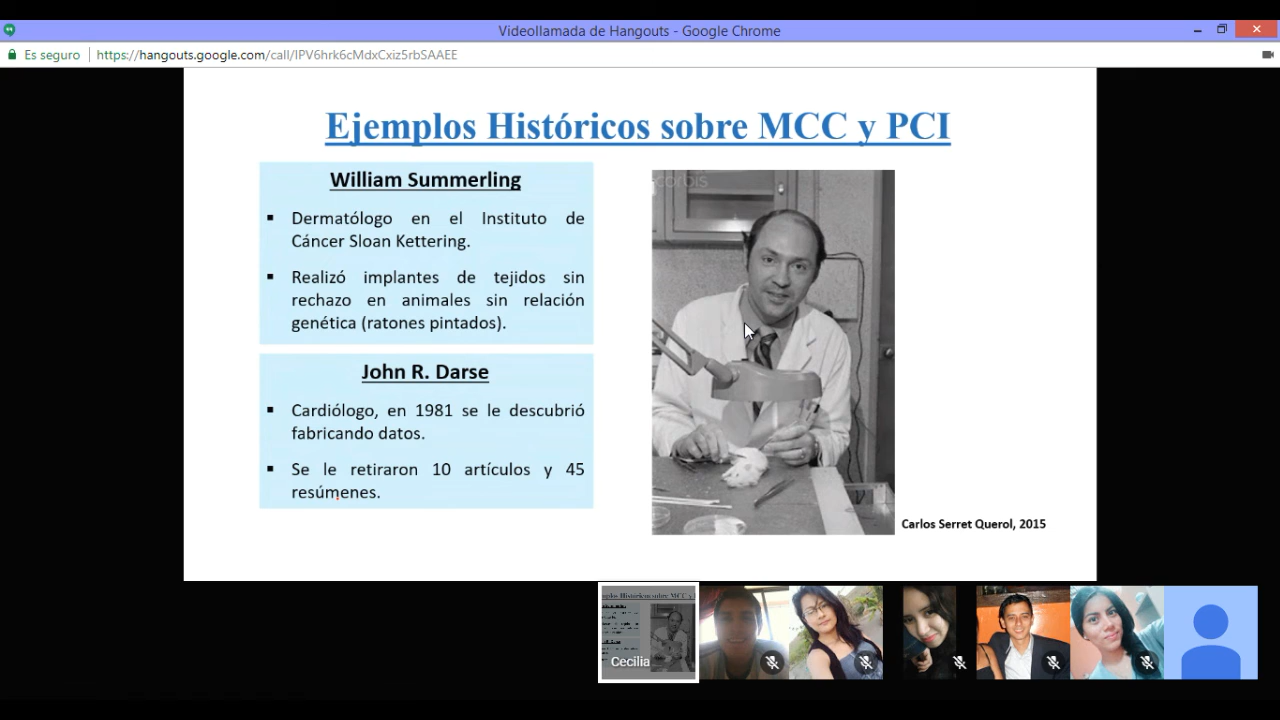 Videollamada de Hangouts - Google Chrome
Es seguro https://hangouts.google.com/call/IPV6hrk6cMdxCxiz5rbSAAEE
Ejemplos Históricos sobre MCC y PCI
William Summerling
▪ Dermatólogo en el Instituto de
Cáncer Sloan Kettering.
▪ Realizó implantes de tejidos sin
rechazo en animales sin relación
genética (ratones pintados).
John R. Darse
▪ Cardiólogo, en 1981 se le descubrió
fabricando datos.
▪ Se le retiraron 10 artículos y 45
resúmenes.
corbis
Carlos Serret Querol, 2015
Cecilia